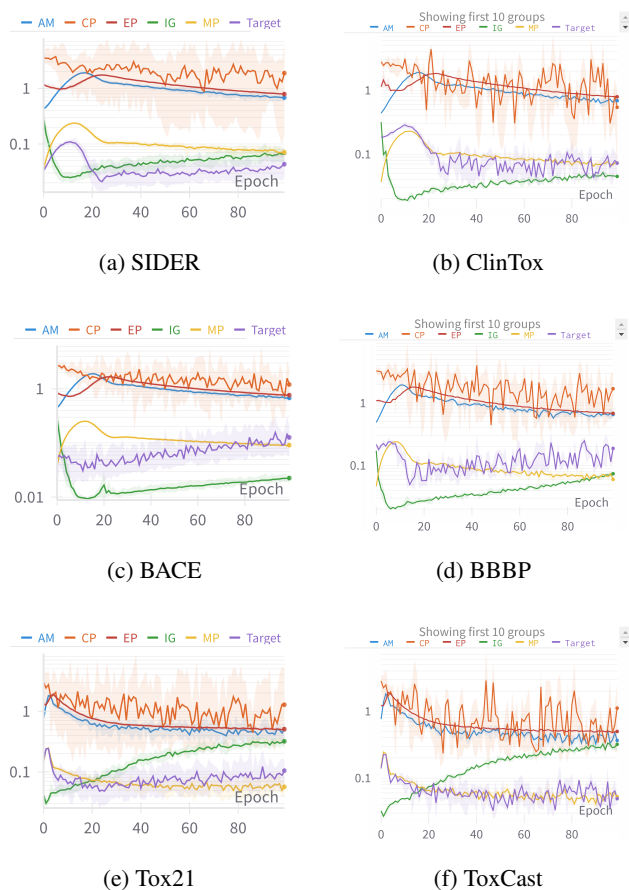 AM CP EP IG MP Target
1
0.1
Epoch
0 20 40 60 80
(a) SIDER
Showing first 10 groups
AM CP EP IG MP Target
1
0.1
Epoch
0 20 40 60 80
(b) ClinTox
AM CP EP IG MP Target
1
0.01
Epoch
0 20 40 60 80
(c) BACE
Showing first 10 groups
AM CP EP IG MP Target
1
0.1
Epoch
0 20 40 60 80
(d) BBBP
AM CP EP IG MP Target
1
0.1
Epoch
0 20 40 60 80
(e) Tox21
Showing first 10 groups
AM CP EP IG MP Target
1
0.1
Epoch
0 20 40 60 80
(f) ToxCast